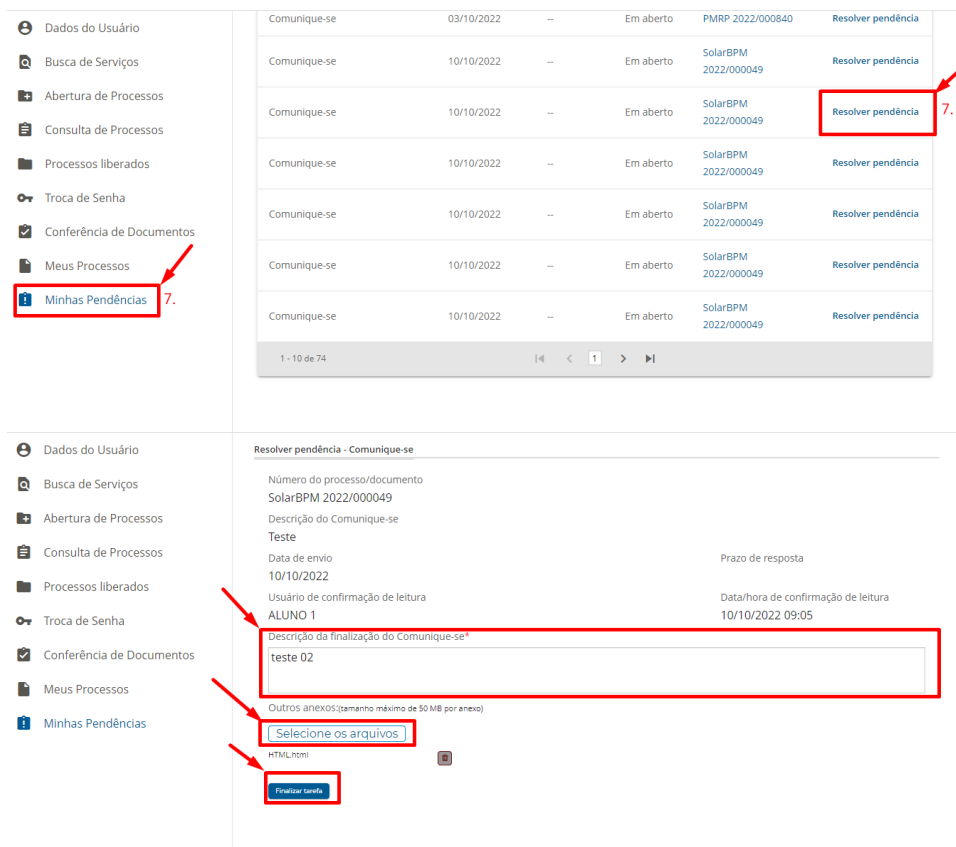 Dados do Usuário
Busca de Serviços
Abertura de Processos
Consulta de Processos
Processos liberados
Troca de Senha
Conferência de Documentos
Meus Processos
Minhas Pendências 7.
Comunique-se 03/10/2022 -- Em aberto PMRP 2022/000840 Resolver pendência
Comunique-se 10/10/2022 -- Em aberto SolarBPM 2022/000049 Resolver pendência
Comunique-se 10/10/2022 -- Em aberto SolarBPM 2022/000049 Resolver pendência 7.
Comunique-se 10/10/2022 -- Em aberto SolarBPM 2022/000049 Resolver pendência
Comunique-se 10/10/2022 -- Em aberto SolarBPM 2022/000049 Resolver pendência
Comunique-se 10/10/2022 -- Em aberto SolarBPM 2022/000049 Resolver pendência
Comunique-se 10/10/2022 -- Em aberto SolarBPM 2022/000049 Resolver pendência
1 - 10 de 74 1
Dados do Usuário
Busca de Serviços
Abertura de Processos
Consulta de Processos
Processos liberados
Troca de Senha
Conferência de Documentos
Meus Processos
Minhas Pendências
Resolver pendência - Comunique-se
Número do processo/documento
SolarBPM 2022/000049
Descrição do Comunique-se
Teste
Data de envio Prazo de resposta
10/10/2022
Usuário de confirmação de leitura Data/hora de confirmação de leitura
ALUNO 1 10/10/2022 09:05
Descrição da finalização do Comunique-se*
teste 02
Outros anexos:(tamanho máximo de 50 MB por anexo)
Selecione os arquivos
HTML.html
Finalizar tarefa